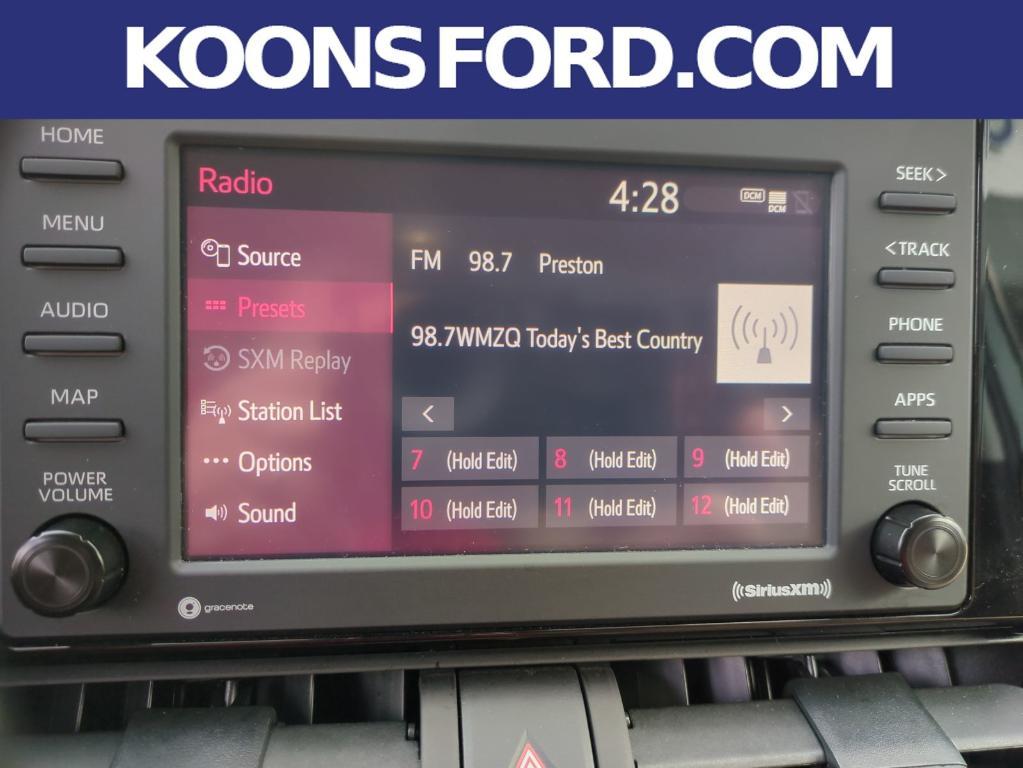 KOONSFORD.COM
HOME
MENU
AUDIO
MAP
POWER
VOLUME
Radio
4:28
DCM
DCM
Source
Presets
SXM Replay
Station List
Options
Sound
FM 98.7 Preston
98.7WMZQ Today's Best Country
<
>
7 (Hold Edit)
8 (Hold Edit)
9 (Hold Edit)
10 (Hold Edit)
11 (Hold Edit)
12 (Hold Edit)
SEEK >
< TRACK
PHONE
APPS
TUNE
SCROLL
gracenote
((SiriusXM))